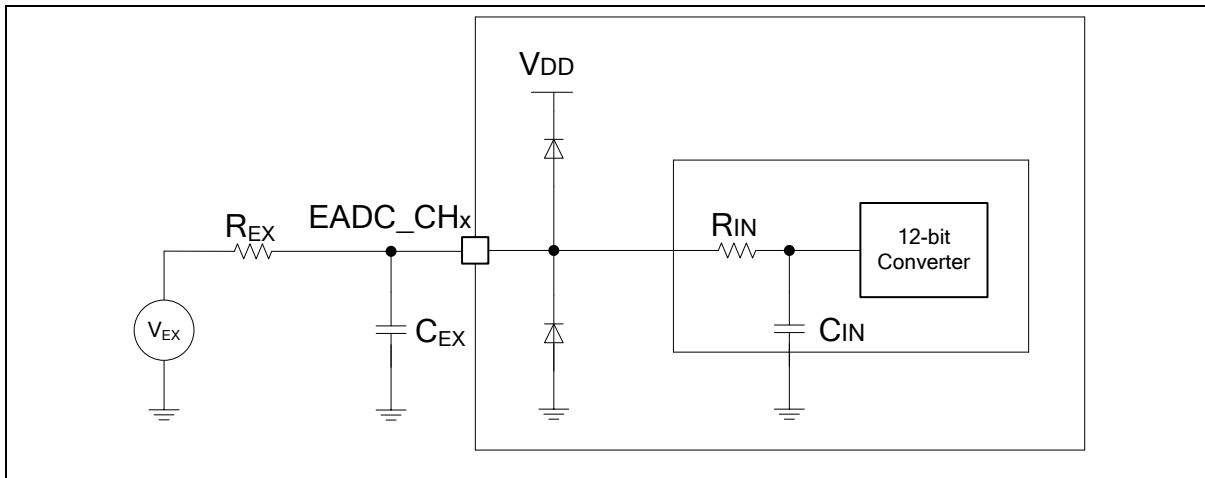 VDD
EADC_CHx
REX
RIN
12-bit
Converter
VEX
CEX
CIN